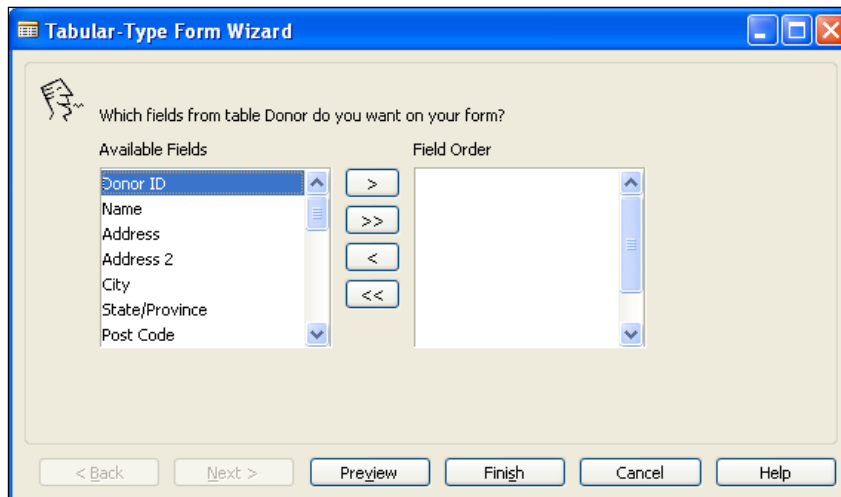 Tabular-Type Form Wizard
Which fields from table Donor do you want on your form?
Available Fields
Field Order
Donor ID
Name
Address
Address 2
City
State/Province
Post Code
>
>>
<
<<
< Back
Next >
Preview
Finish
Cancel
Help